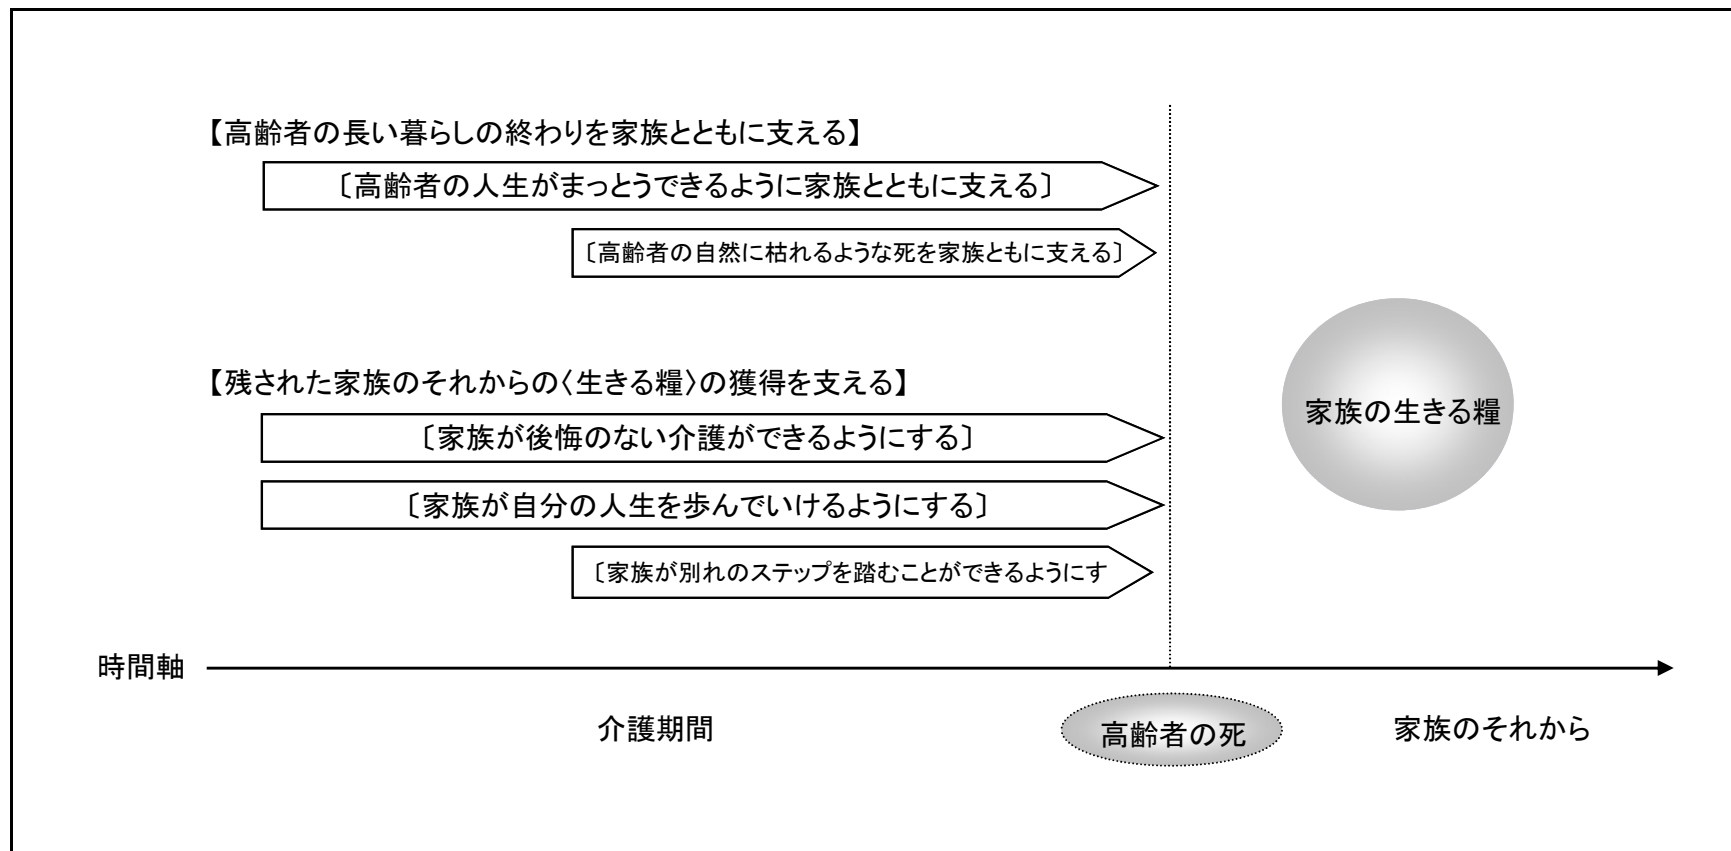 【高齢者の長い暮らしの終わりを家族とともに支える】
〔高齢者の人生がまっとうできるように家族とともに支える〕
〔高齢者の自然に枯れるような死を家族ともに支える〕
【残された家族のそれからの〈生きる糧〉の獲得を支える】
〔家族が後悔のない介護ができるようにする〕
〔家族が自分の人生を歩んでいけるようにする〕
〔家族が別れのステップを踏むことができるようにす
家族の生きる糧
時間軸
介護期間
高齢者の死
家族のそれから